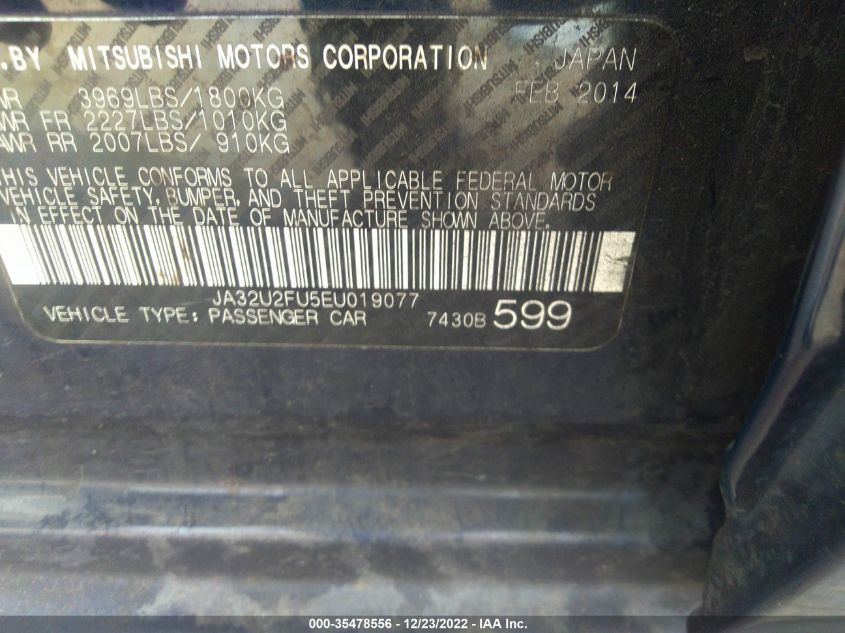 .BY MITSUBISHI MOTORS CORPORATION JAPAN
3969LBS/1800KG FEB 2014
WR FR 2227LBS/1010KG
AWR RR 2007LBS/ 910KG
THIS VEHICLE CONFORMS TO ALL APPLICABLE FEDERAL MOTOR
VEHICLE SAFETY, BUMPER, AND THEFT PREVENTION STANDARDS
IN EFFECT ON THE DATE OF MANUFACTURE SHOWN ABOVE.
JA32U2FU5EU019077
VEHICLE TYPE: PASSENGER CAR 7430B 599
000-35478556 - 12/23/2022 - IAA Inc.